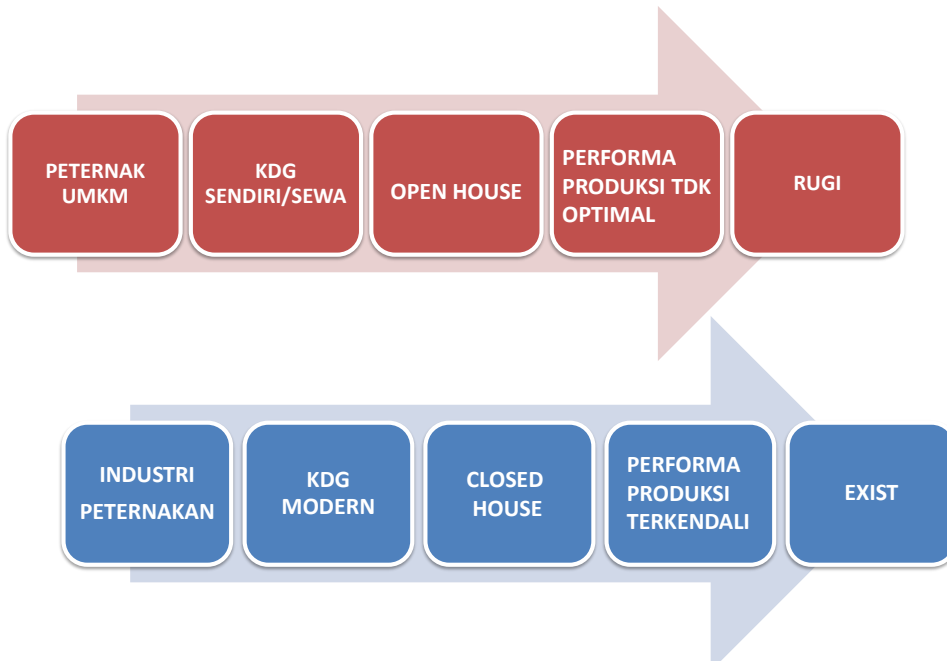 PETERNAK
UMKM
KDG
SENDIRI/SEWA
OPEN HOUSE
PERFORMA
PRODUKSI TDK
OPTIMAL
RUGI
INDUSTRI
PETERNAKAN
KDG
MODERN
CLOSED
HOUSE
PERFORMA
PRODUKSI
TERKENDALI
EXIST